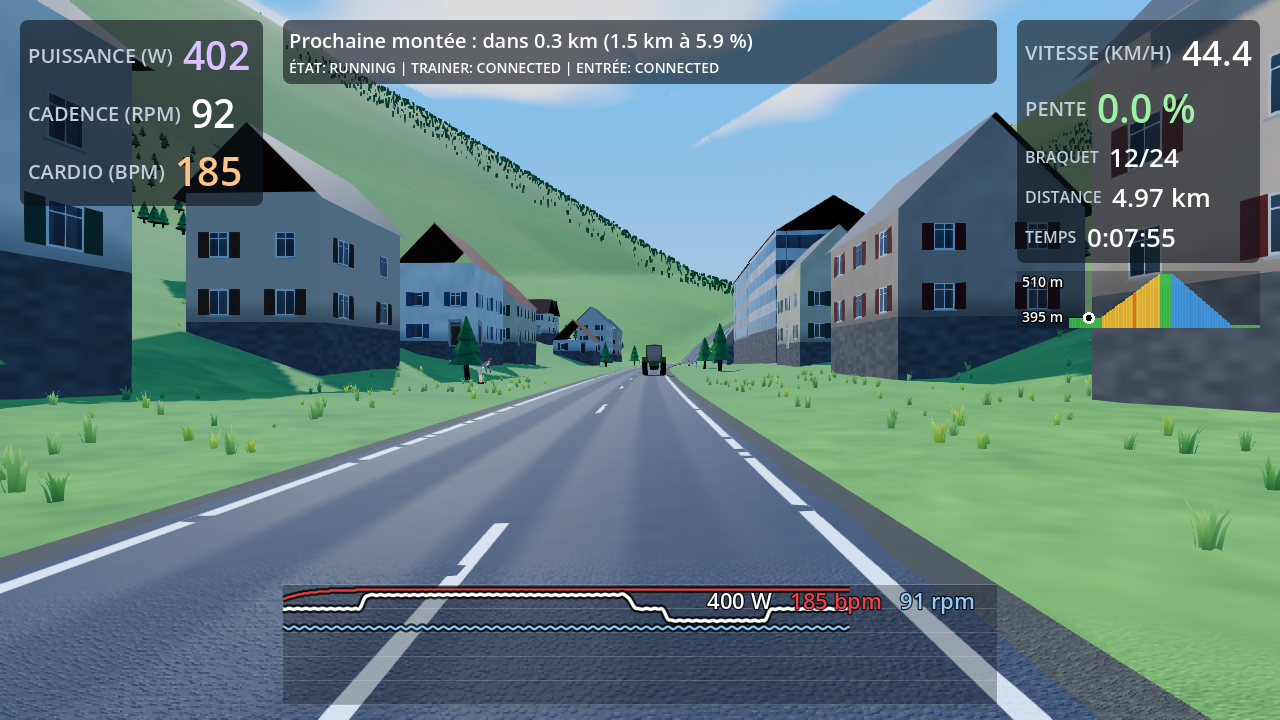 PUISSANCE (W) 402
CADENCE (RPM) 92
CARDIO (BPM) 185
Prochaine montée : dans 0.3 km (1.5 km à 5.9 %)
ÉTAT: RUNNING | TRAINER: CONNECTED | ENTRÉE: CONNECTED
VITESSE (KM/H) 44.4
PENTE 0.0 %
BRAQUET 12/24
DISTANCE 4.97 km
TEMPS 0:07:55
510 m
395 m
400 W 185 bpm 91 rpm